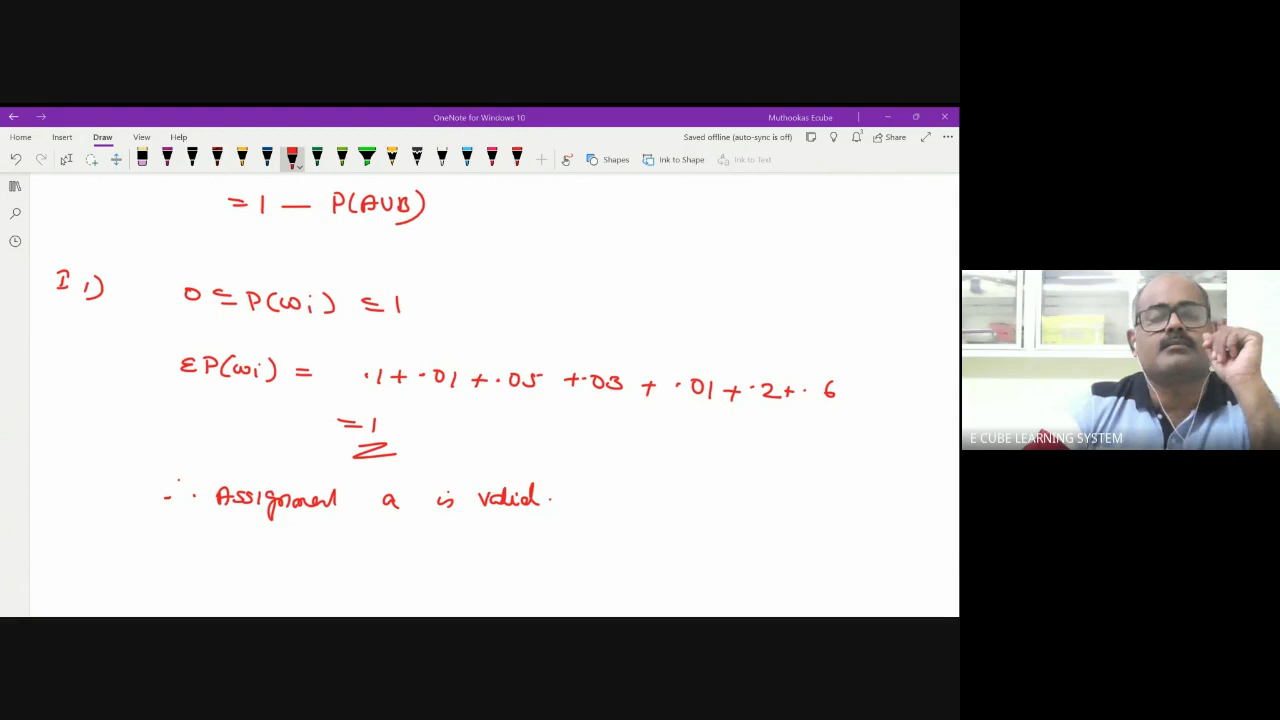 OneNote for Windows 10
Muthookas Ecube
Home Insert Draw View Help
Saved offline (auto-sync is off)
Share
Shapes
Ink to Shape
Ink to Text
= 1 — P(AUB)
I 1)
0 ≤ P(ωi) ≤ 1
ΣP(ωi) = .1 + .01 + .05 + .03 + .01 + .2 + .6
= 1
∴ Assignment a is valid.
E CUBE LEARNING SYSTEM